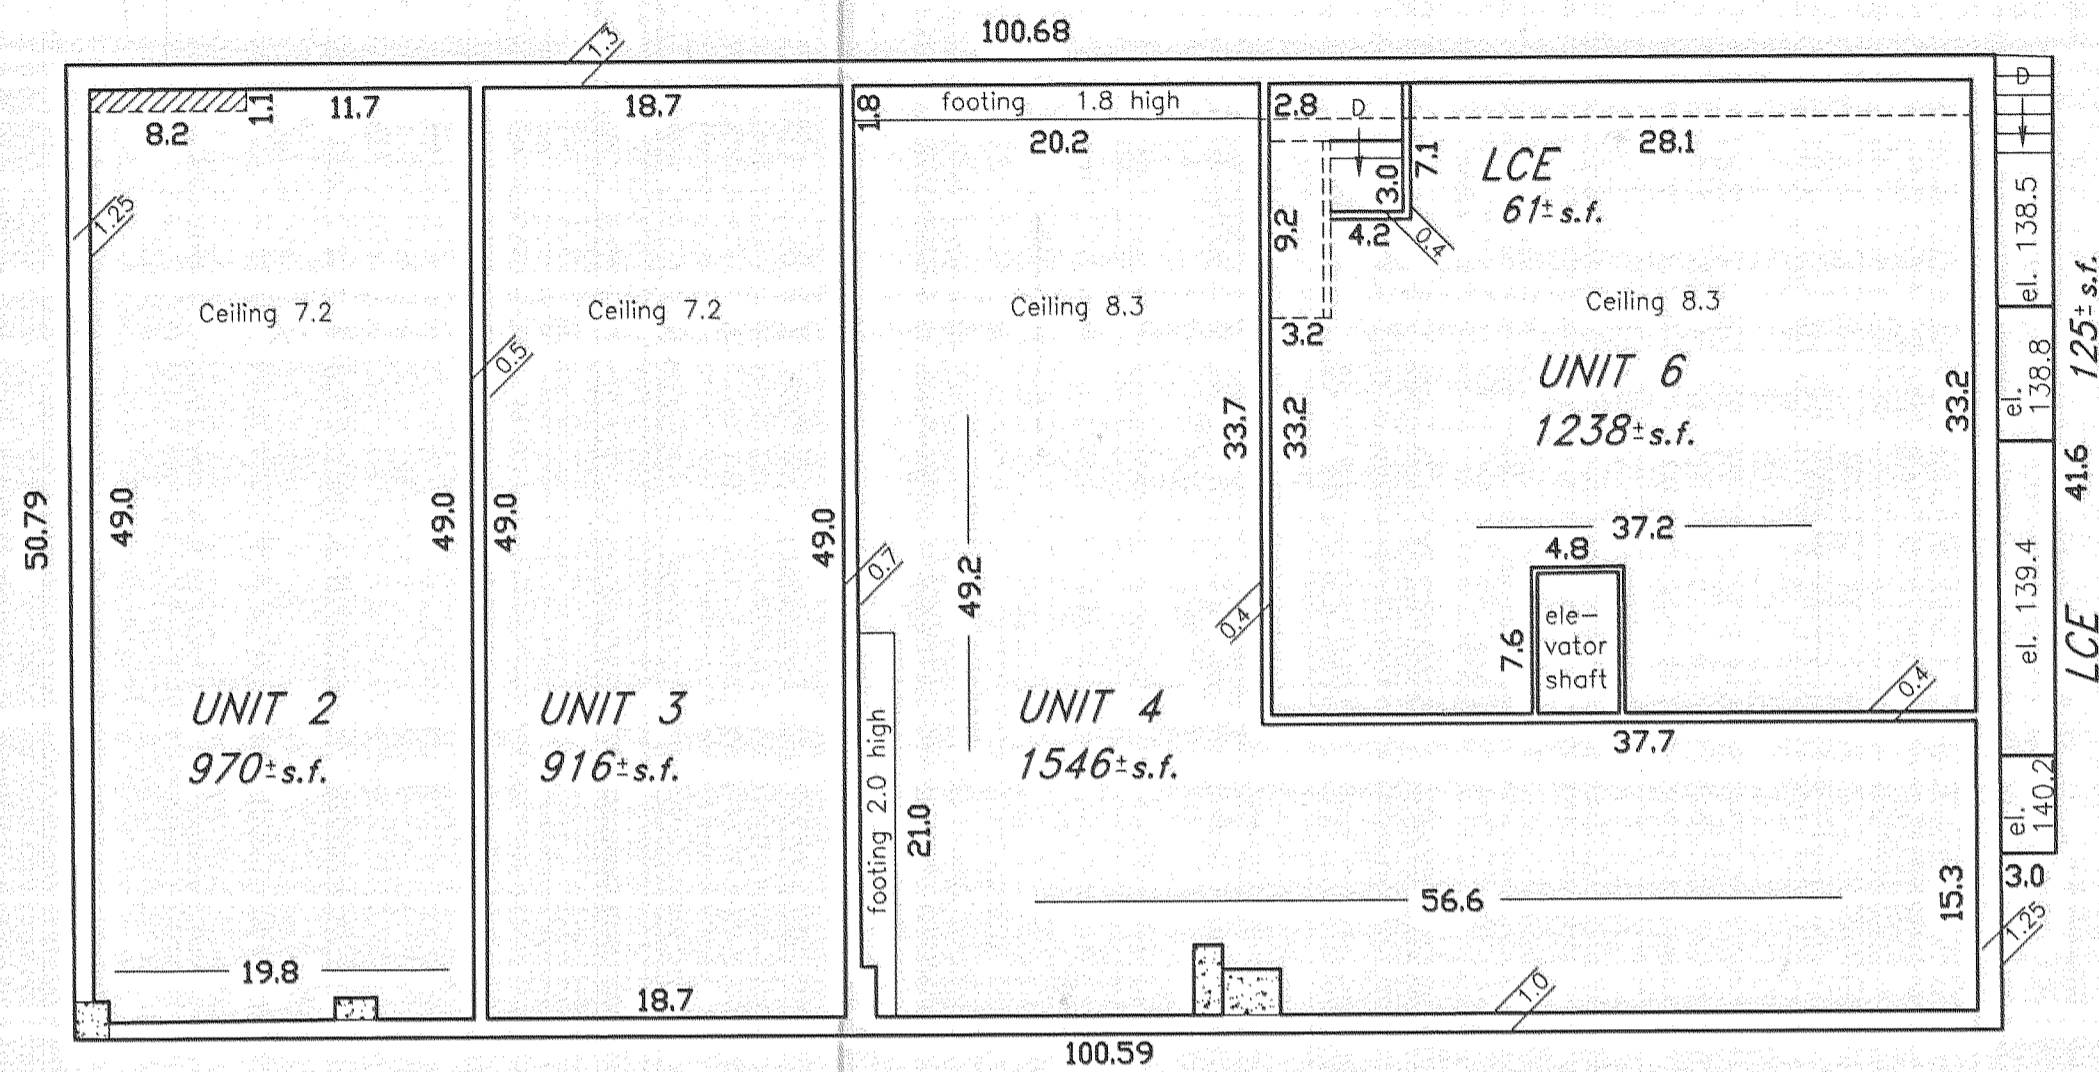 100.68
1.3
D
8.2
1.1
11.7
18.7
1.8
footing 1.8 high
20.2
2.8
D
28.1
7.1
3.0
LCE
61± s.f.
1.25
9.2
4.2
0.4
el. 138.5
Ceiling 7.2
Ceiling 7.2
Ceiling 8.3
Ceiling 8.3
3.2
0.5
UNIT 6
1238± s.f.
el.
138.8
125± s.f.
50.79
49.0
49.0
49.0
49.0
33.7
33.2
33.2
41.6
37.2
4.8
0.7
49.2
0.4
7.6
ele-
vator
shaft
el. 139.4
LCE
0.4
UNIT 2
970± s.f.
UNIT 3
916± s.f.
UNIT 4
1546± s.f.
37.7
footing 2.0 high
21.0
el.
140.2
3.0
15.3
1.25
56.6
19.8
18.7
1.0
100.59